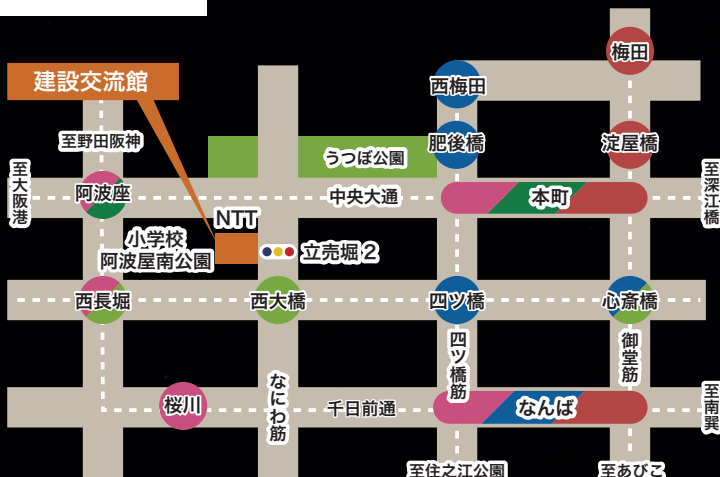 梅田
建設交流館
西梅田
至野田阪神
肥後橋
淀屋橋
うつぼ公園
至大阪港
阿波座
中央大通
本町
至深江橋
NTT
小学校
阿波屋南公園
立売堀2
西長堀
西大橋
四ツ橋
心斎橋
四ツ橋筋
御堂筋
なにわ筋
桜川
千日前通
なんば
至南巽
至住之江公園
至あびこ